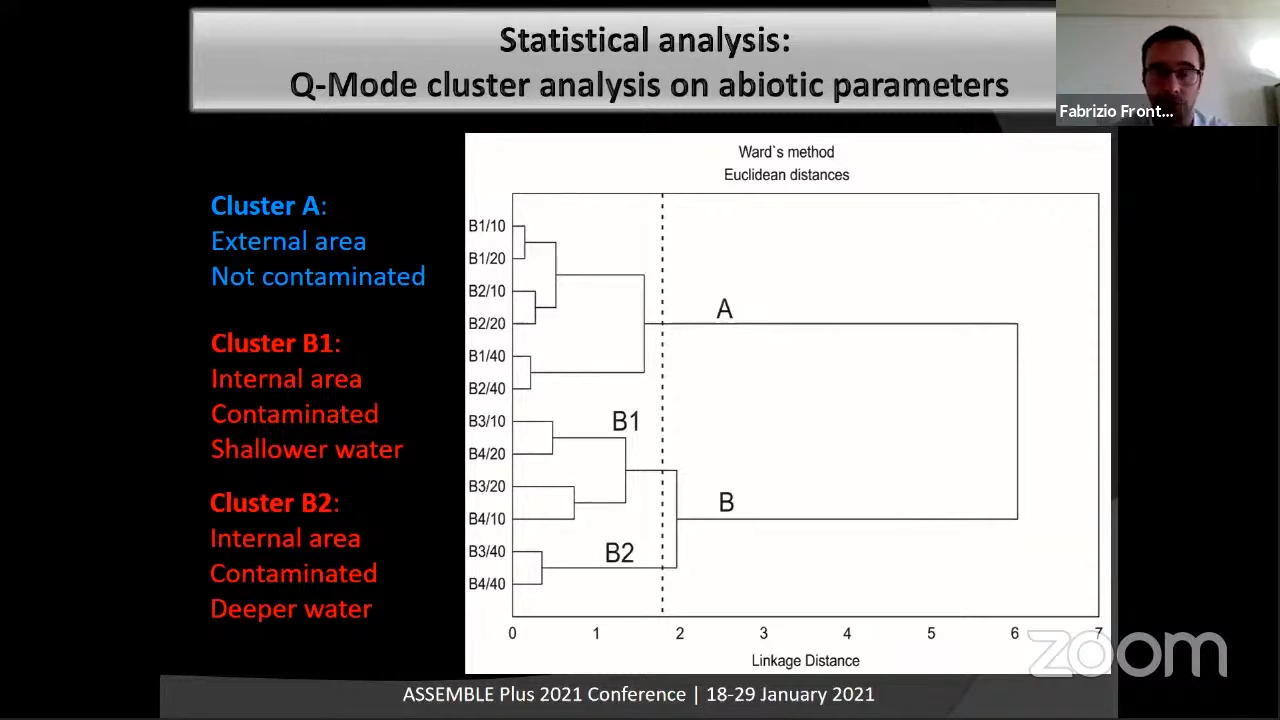 Statistical analysis:
Q-Mode cluster analysis on abiotic parameters
Fabrizio Front...
Cluster A:
External area
Not contaminated
Cluster B1:
Internal area
Contaminated
Shallower water
Cluster B2:
Internal area
Contaminated
Deeper water
Ward`s method
Euclidean distances
B1/10
B1/20
B2/10
B2/20
B1/40
B2/40
B3/10
B4/20
B3/20
B4/10
B3/40
B4/40
A
B1
B
B2
0 1 2 3 4 5 6 7
Linkage Distance
zoom
ASSEMBLE Plus 2021 Conference | 18-29 January 2021